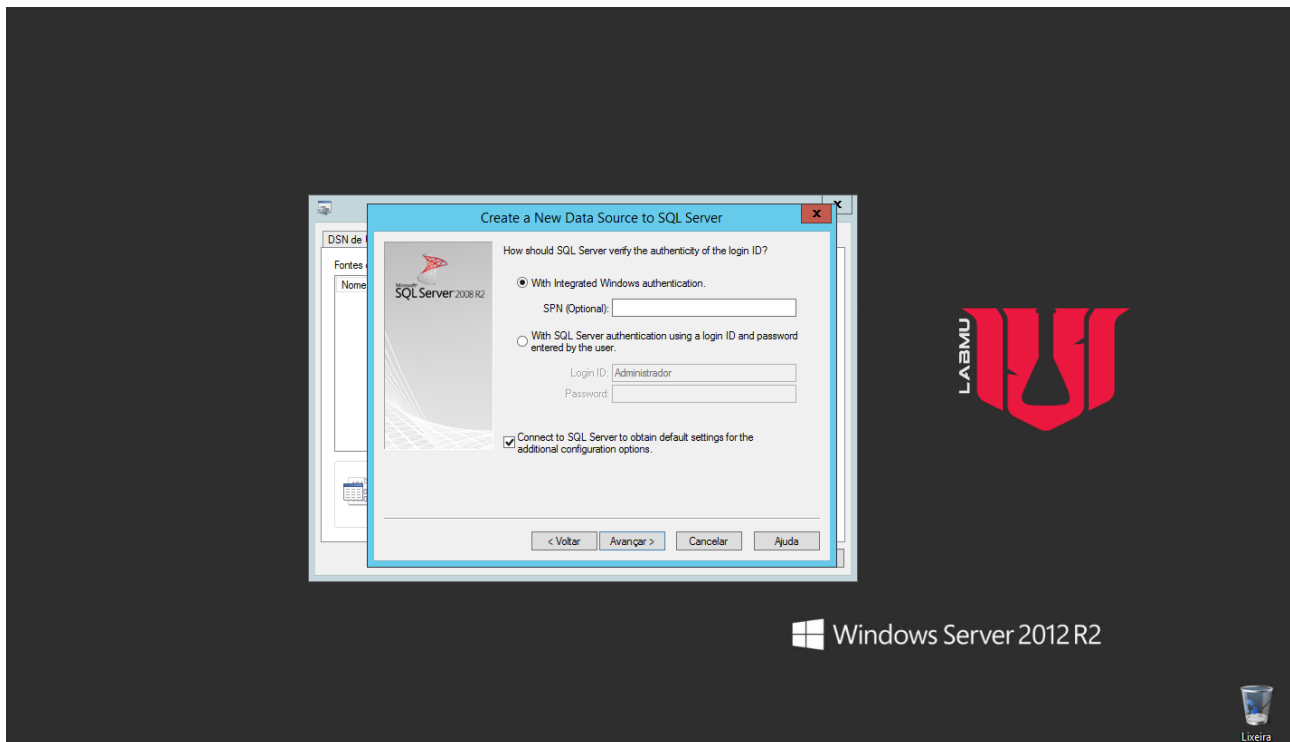 Create a New Data Source to SQL Server
x
x
DSN de
Fontes
Nome
Microsoft
SQL Server 2008 R2
How should SQL Server verify the authenticity of the login ID?
With Integrated Windows authentication.
SPN (Optional):
With SQL Server authentication using a login ID and password
entered by the user.
Login ID: Administrador
Password:
Connect to SQL Server to obtain default settings for the
additional configuration options.
< Voltar
Avançar >
Cancelar
Ajuda
LABMU
Windows Server 2012 R2
Lixeira